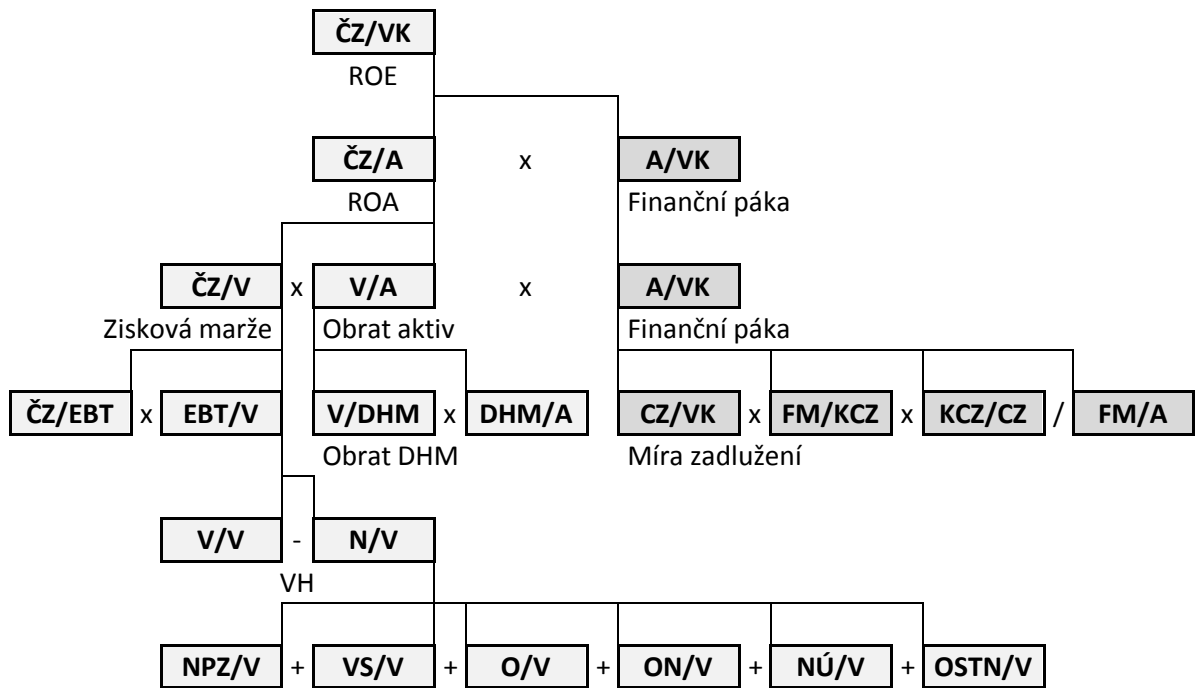 ČZ/VK
ROE
ČZ/A x A/VK
ROA Finanční páka
ČZ/V x V/A x A/VK
Zisková marže Obrat aktiv Finanční páka
ČZ/EBT x EBT/V V/DHM x DHM/A CZ/VK x FM/KCZ x KCZ/CZ / FM/A
Obrat DHM Míra zadlužení
V/V - N/V
VH
NPZ/V + VS/V + O/V + ON/V + NÚ/V + OSTN/V